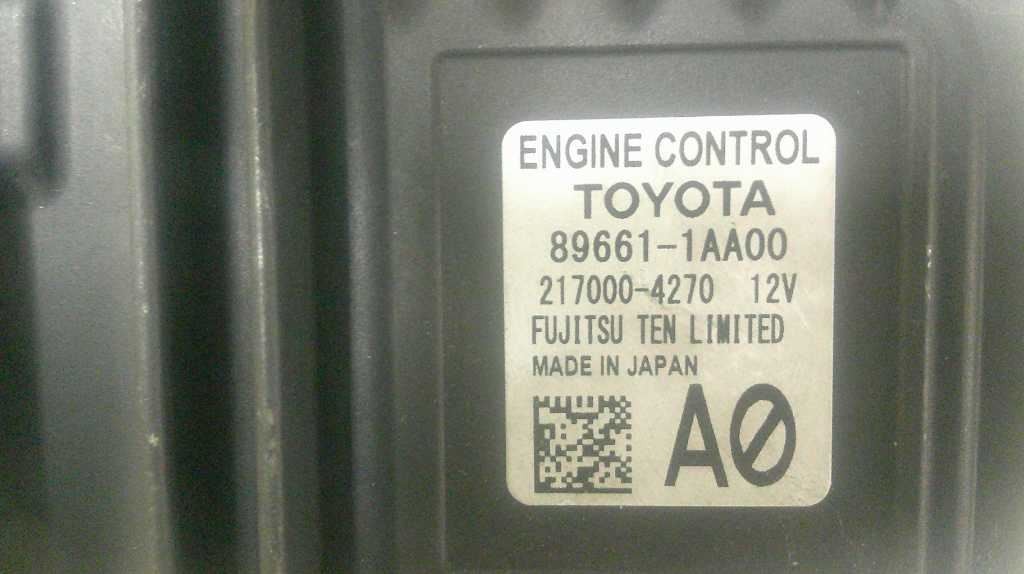 ENGINE CONTROL
TOYOTA
89661-1AA00
217000-4270 12V
FUJITSU TEN LIMITED
MADE IN JAPAN
A0